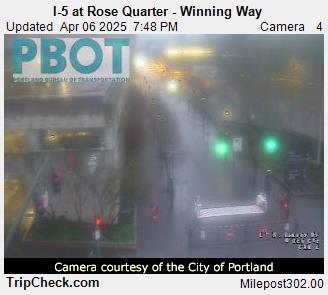 I-5 at Rose Quarter - Winning Way
Updated Apr 06 2025 7:48 PM Camera 4
PBOT
PORTLAND BUREAU OF TRANSPORTATION
Camera courtesy of the City of Portland
TripCheck.com Milepost302.00